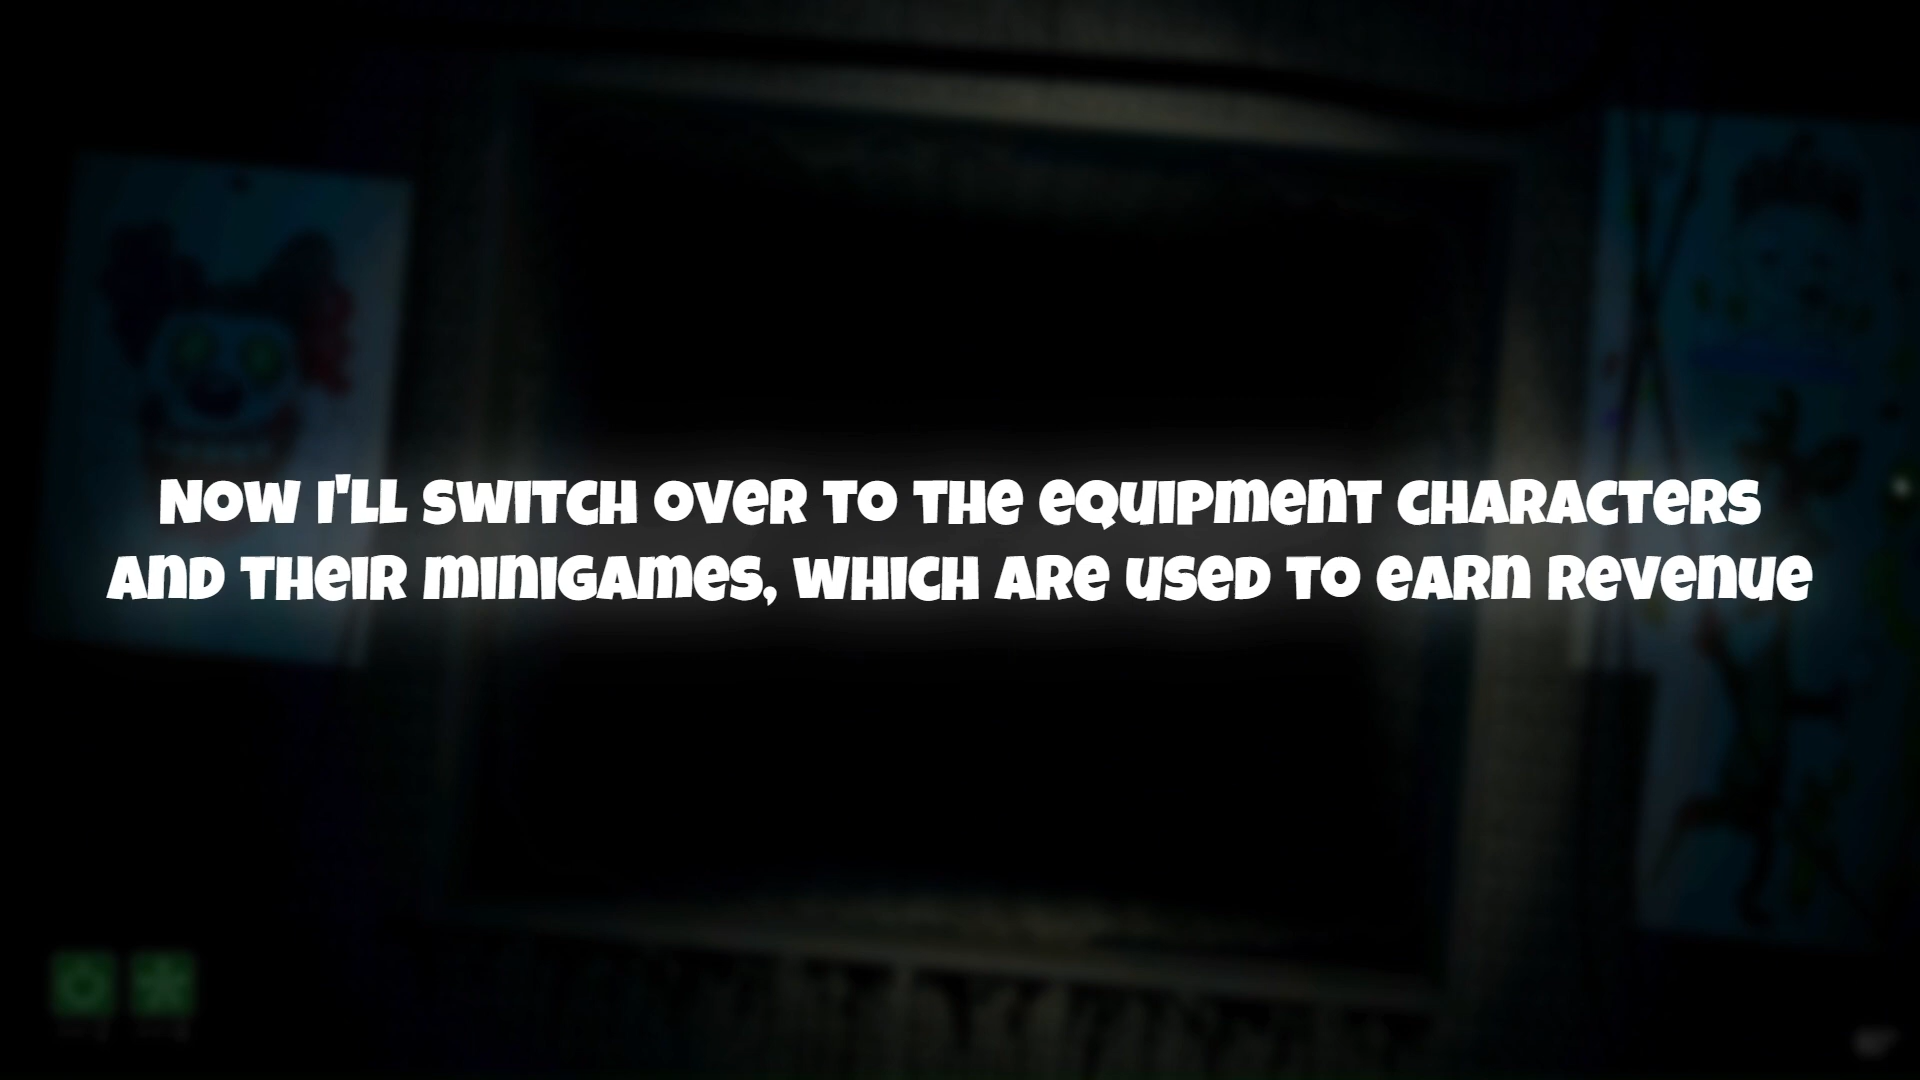 Now I'll switch over to the equipment characters
and their minigames, which are used to earn revenue